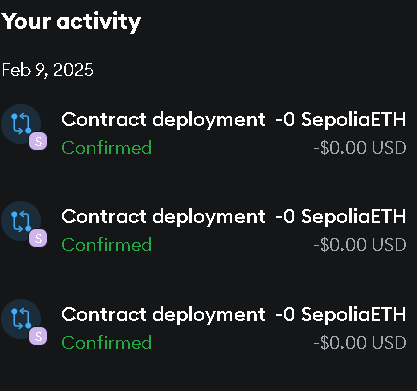 Your activity
Feb 9, 2025
Contract deployment -0 SepoliaETH
Confirmed -$0.00 USD
S
Contract deployment -0 SepoliaETH
Confirmed -$0.00 USD
S
Contract deployment -0 SepoliaETH
Confirmed -$0.00 USD
S